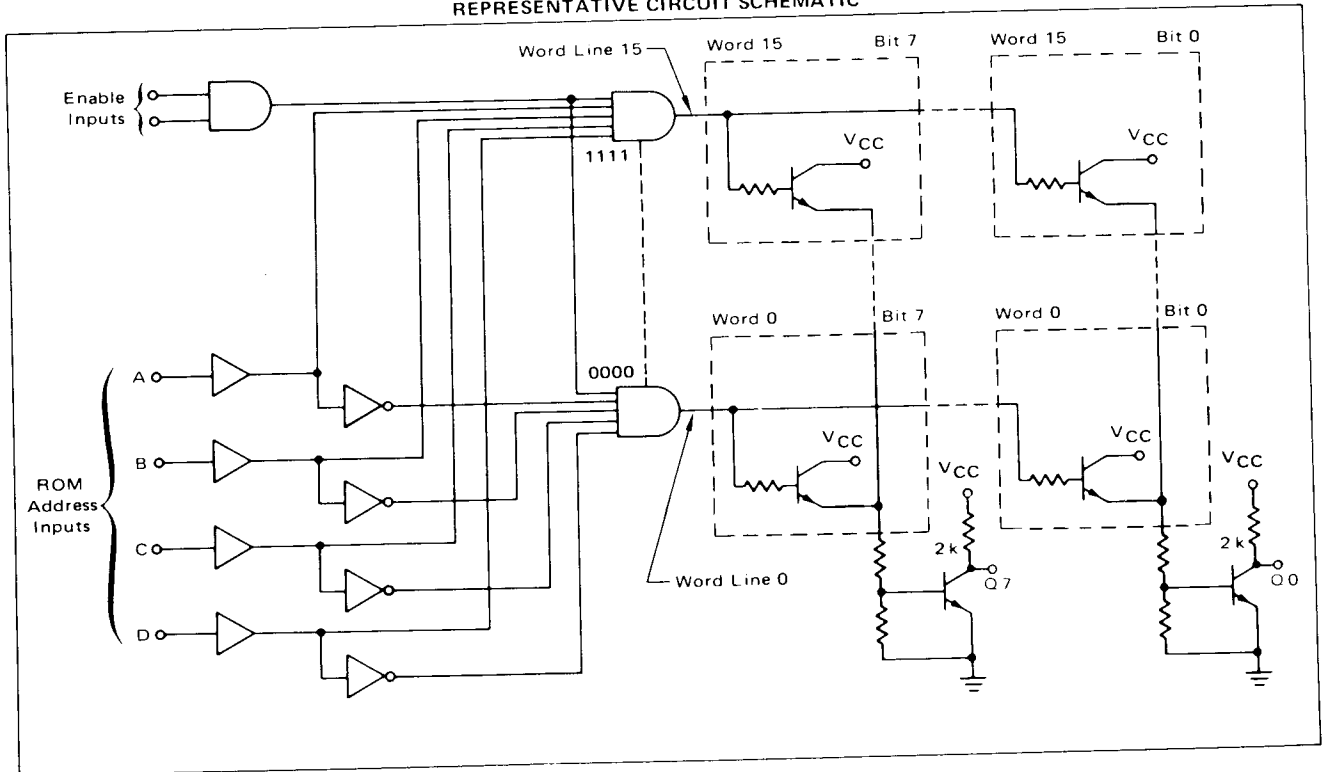 REPRESENTATIVE CIRCUIT SCHEMATIC
Word Line 15
Word 15 Bit 7
Word 15 Bit 0
Enable
Inputs
1111
VCC
VCC
Word 0 Bit 7
Word 0 Bit 0
0000
A
B
C
D
ROM
Address
Inputs
VCC
VCC
VCC
VCC
2 k
2 k
Q7
Q0
Word Line 0